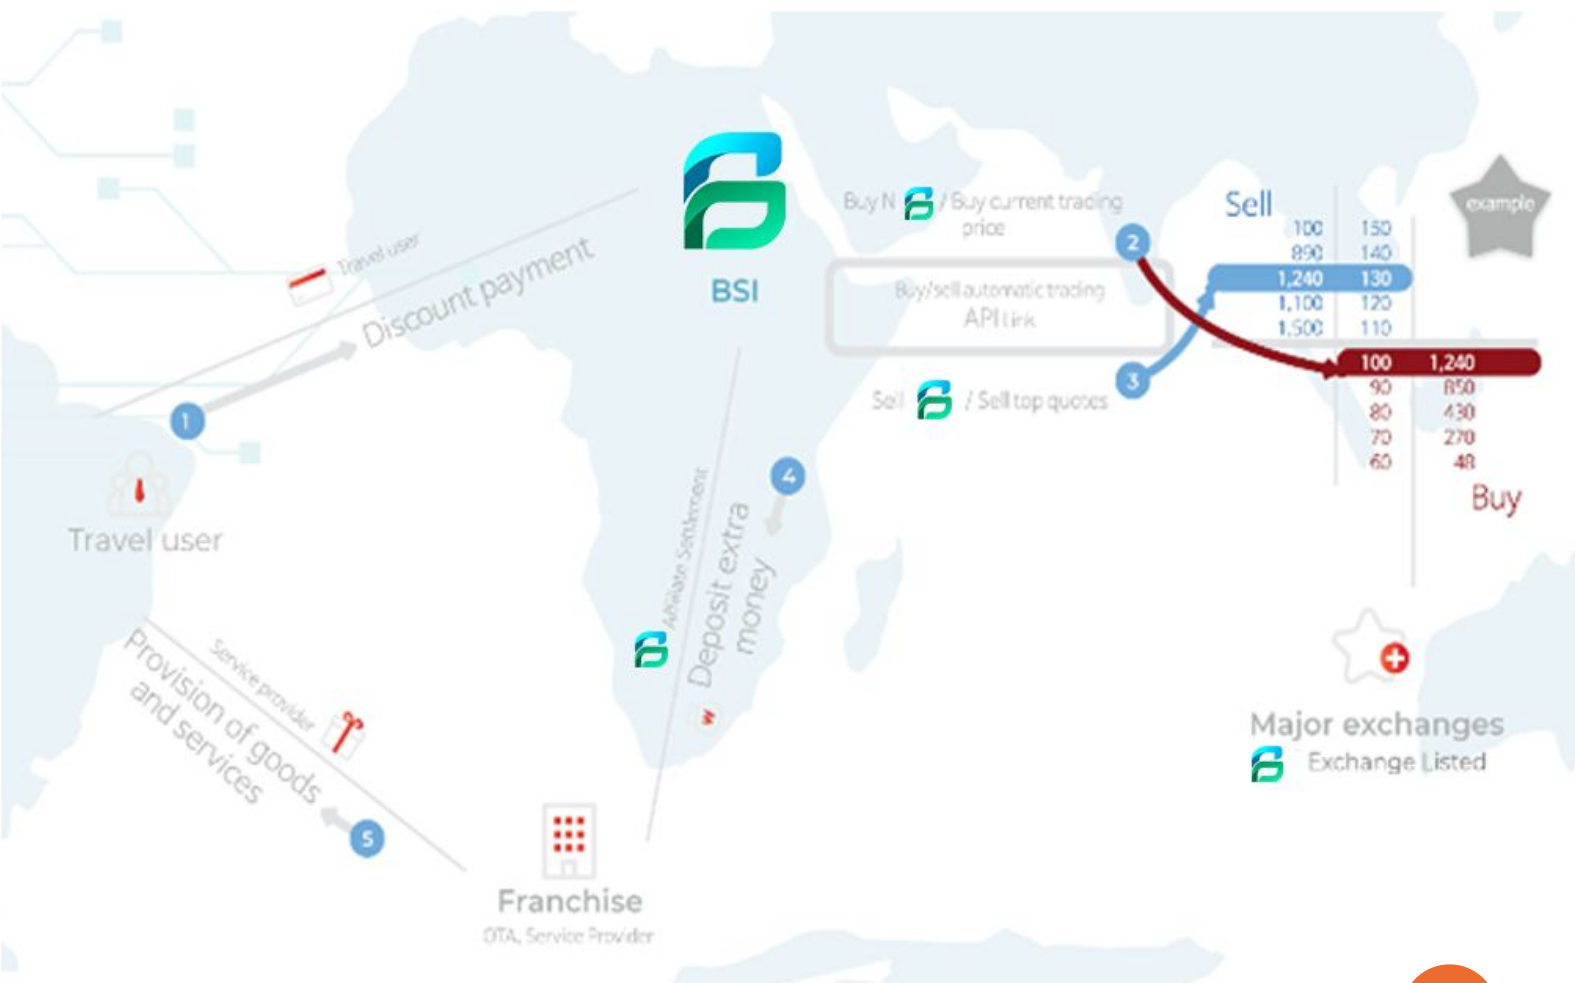 Travel user
Discount payment
1
Travel user
BSI
Buy N / Buy current trading
price
2
Buy/sell automatic trading
API Link
Sell / Sell top quotes
3
Sell
100 150
890 140
1,240 130
1,100 120
1,500 110
100 1,240
90 850
80 430
70 270
60 48
Buy
example
4
Affiliate Settlement
Deposit extra
money
W
Service provider
Provision of goods
and services
5
Franchise
OTA, Service Provider
Major exchanges
Exchange Listed